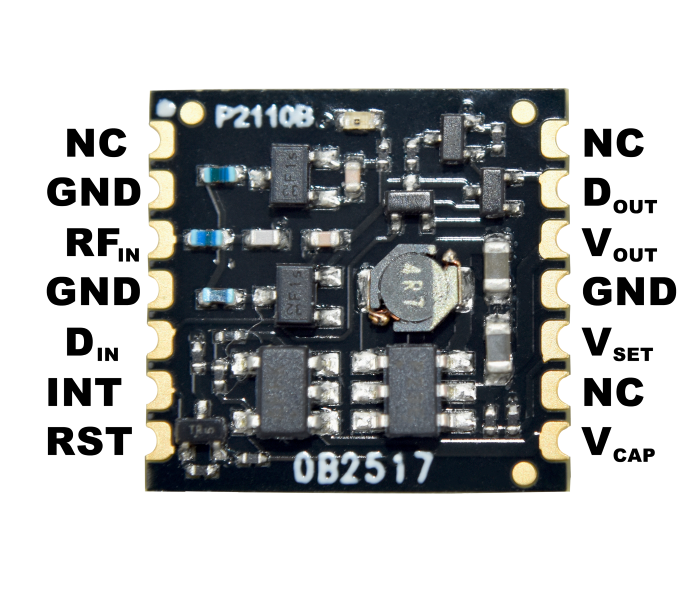 P2110B
NC
GND
RFIN
GND
DIN
INT
RST
NC
DOUT
VOUT
GND
VSET
NC
VCAP
4R7
0B2517